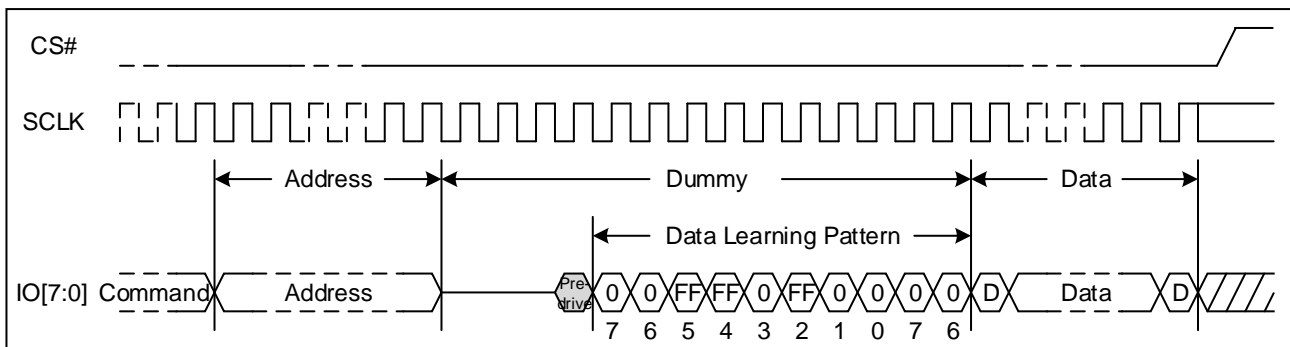 CS#
SCLK
Address Dummy Data
Data Learning Pattern
IO[7:0] Command Address Pre-drive 0 0 FF FF 0 FF 0 0 0 0 D Data D
7 6 5 4 3 2 1 0 7 6